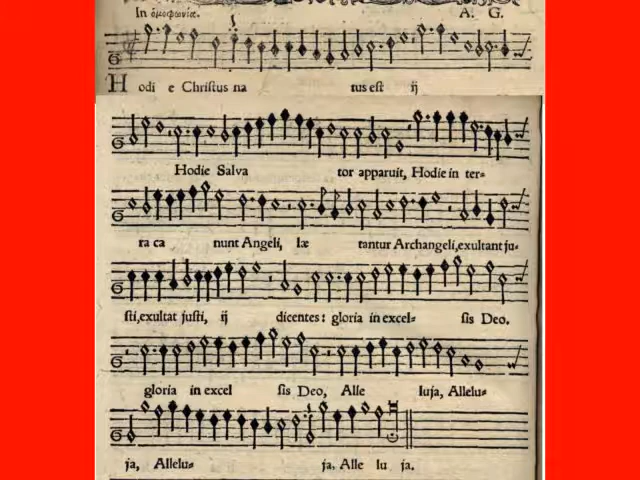 In ὁμοφωνίαι. A. G.
Hodi e Christus na tus est ij
Hodie Salva tor apparuit, Hodie in ter=
ra ca nunt Angeli, læ tantur Archangeli, exultant ju=
sti, exultat justi, ij dicentes: gloria in excel= sis Deo.
gloria in excel sis Deo, Alle luja, Allelu=
ja, Allelu= ja, Alle lu ja.